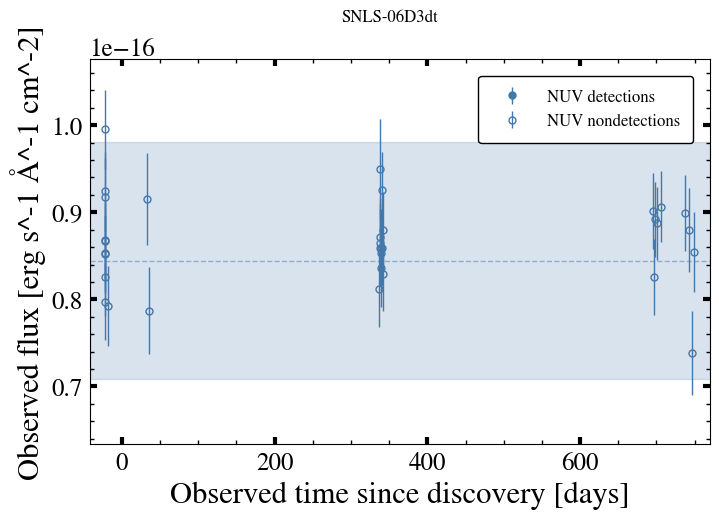 SNLS-06D3dt
1e−16
Observed flux [erg s^-1 Å^-1 cm^-2]
1.0
0.9
0.8
0.7
NUV detections
NUV nondetections
0
200
400
600
Observed time since discovery [days]